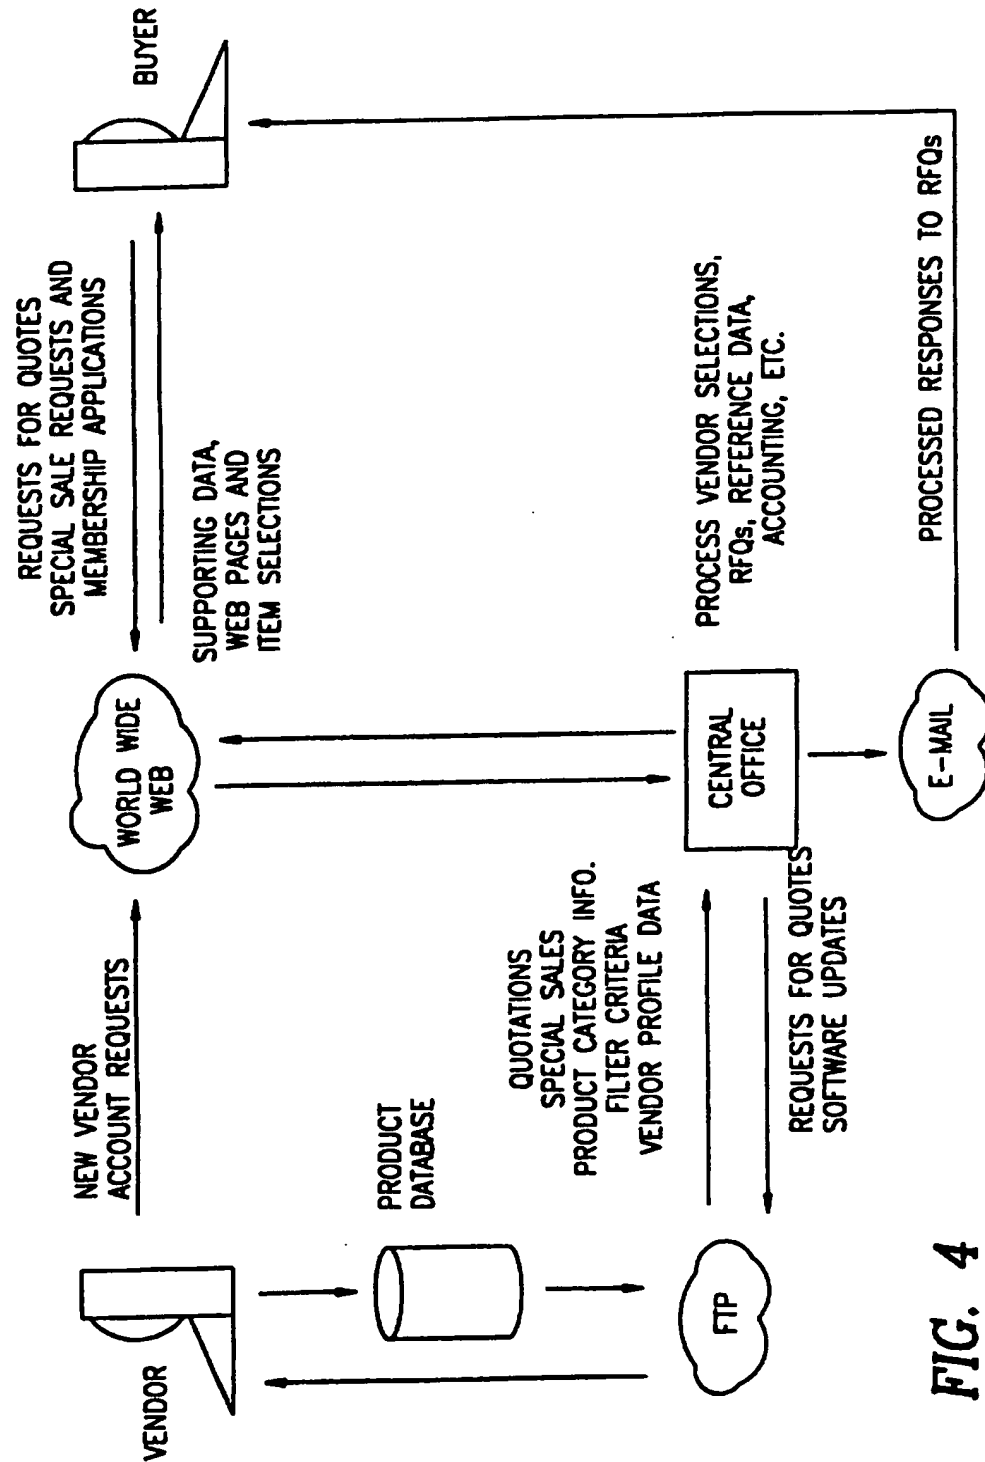 VENDOR
NEW VENDOR
ACCOUNT REQUESTS
WORLD WIDE
WEB
REQUESTS FOR QUOTES
SPECIAL SALE REQUESTS AND
MEMBERSHIP APPLICATIONS
BUYER
SUPPORTING DATA,
WEB PAGES AND
ITEM SELECTIONS
PRODUCT
DATABASE
QUOTATIONS
SPECIAL SALES
PRODUCT CATEGORY INFO.
FILTER CRITERIA
VENDOR PROFILE DATA
FTP
CENTRAL
OFFICE
PROCESS VENDOR SELECTIONS,
RFQs, REFERENCE DATA,
ACCOUNTING, ETC.
REQUESTS FOR QUOTES
SOFTWARE UPDATES
E-MAIL
PROCESSED RESPONSES TO RFQs
FIG. 4